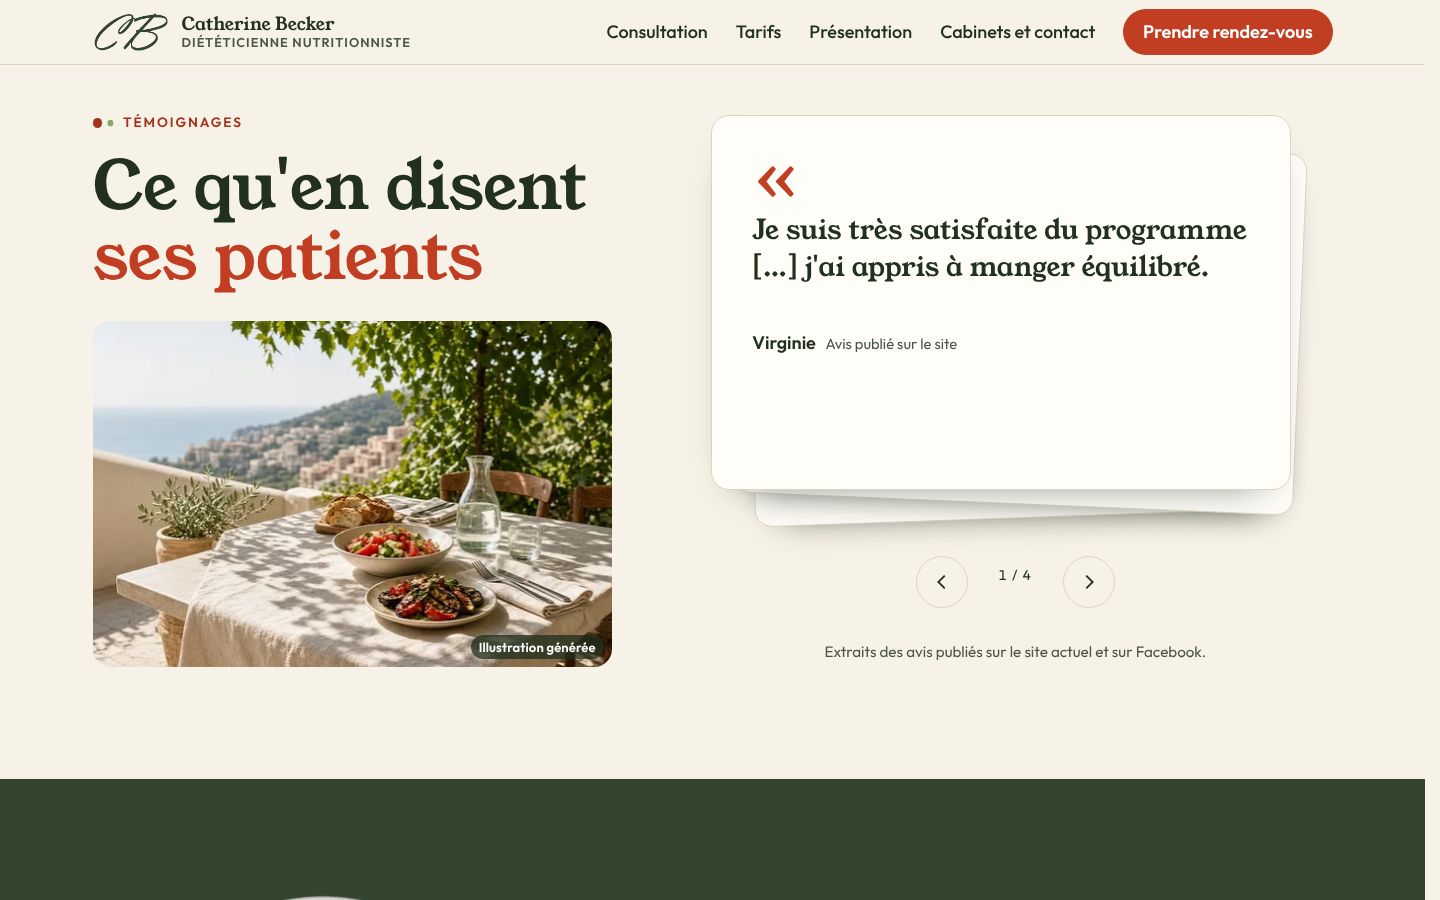 CB
Catherine Becker
DIÉTÉTICIENNE NUTRITIONNISTE
Consultation
Tarifs
Présentation
Cabinets et contact
Prendre rendez-vous
TÉMOIGNAGES
Ce qu'en disent
ses patients
Illustration générée
«
Je suis très satisfaite du programme
[...] j'ai appris à manger équilibré.
Virginie Avis publié sur le site
1 / 4
Extraits des avis publiés sur le site actuel et sur Facebook.